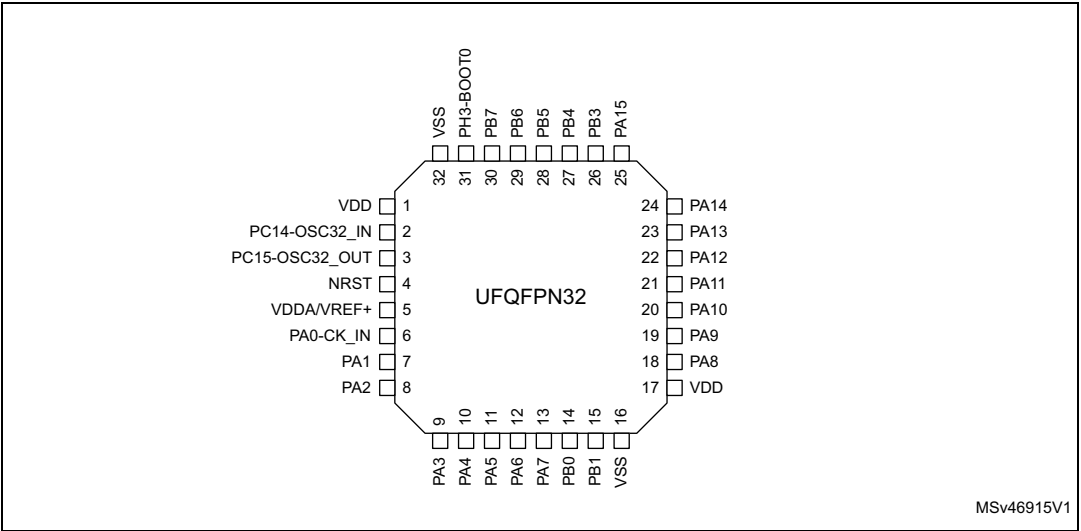 VSS
PH3-BOOT0
PB7
PB6
PB5
PB4
PB3
PA15
32
31
30
29
28
27
26
25
VDD 1
PC14-OSC32_IN 2
PC15-OSC32_OUT 3
NRST 4
VDDA/VREF+ 5
PA0-CK_IN 6
PA1 7
PA2 8
UFQFPN32
24 PA14
23 PA13
22 PA12
21 PA11
20 PA10
19 PA9
18 PA8
17 VDD
9
10
11
12
13
14
15
16
PA3
PA4
PA5
PA6
PA7
PB0
PB1
VSS
MSv46915V1